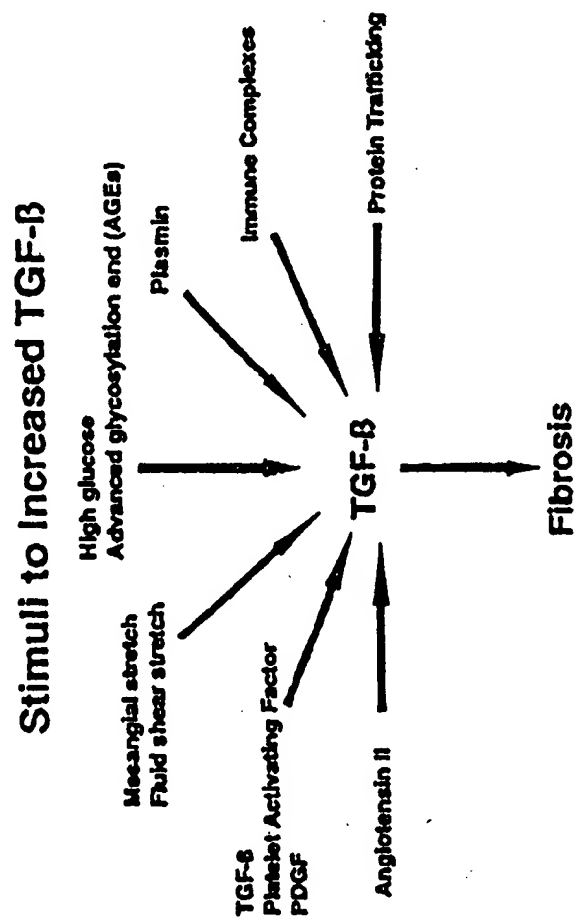 Stimuli to Increased TGF-ß
High glucose
Advanced glycosylation end (AGEs)
Mesangial stretch
Fluid shear stretch
Plasmin
TGF-ß
Platelet Activating Factor
PDGF
Immune Complexes
Angiotensin II
TGF-ß
Protein Trafficking
Fibrosis